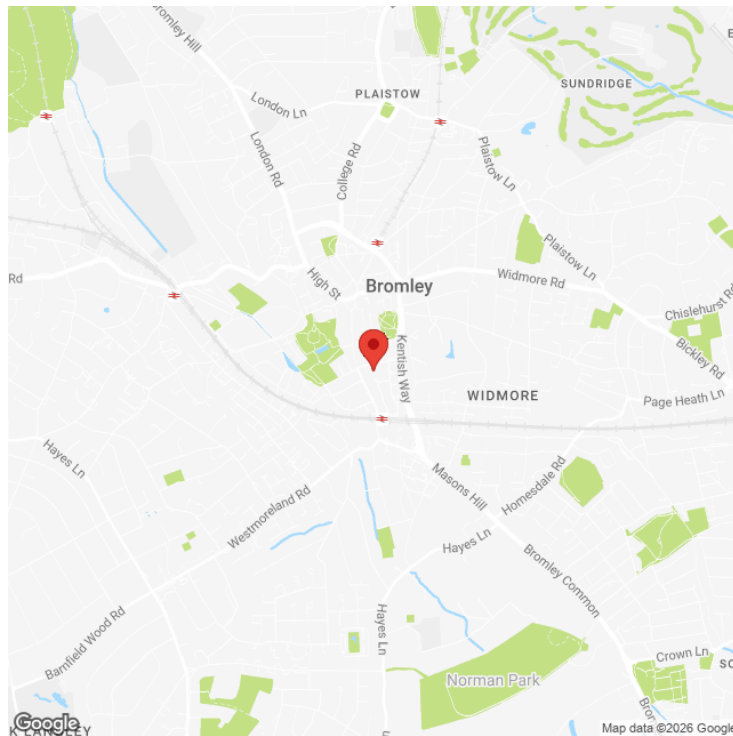 Bromley Hill
PLAISTOW
SUNDRIDGE
London Ln
London Rd
College Rd
Plaistow Ln
Plaistow Ln
Rd
High St
Bromley
Widmore Rd
Chislehurst Rd
Kentish Way
Bickley Rd
WIDMORE
Page Heath Ln
Hayes Ln
Homesdale Rd
Masons Hill
Westmoreland Rd
Hayes Ln
Bromley Common
Hayes Ln
Barnfield Wood Rd
Crown Ln
Norman Park
Google
Map data ©2026 Google